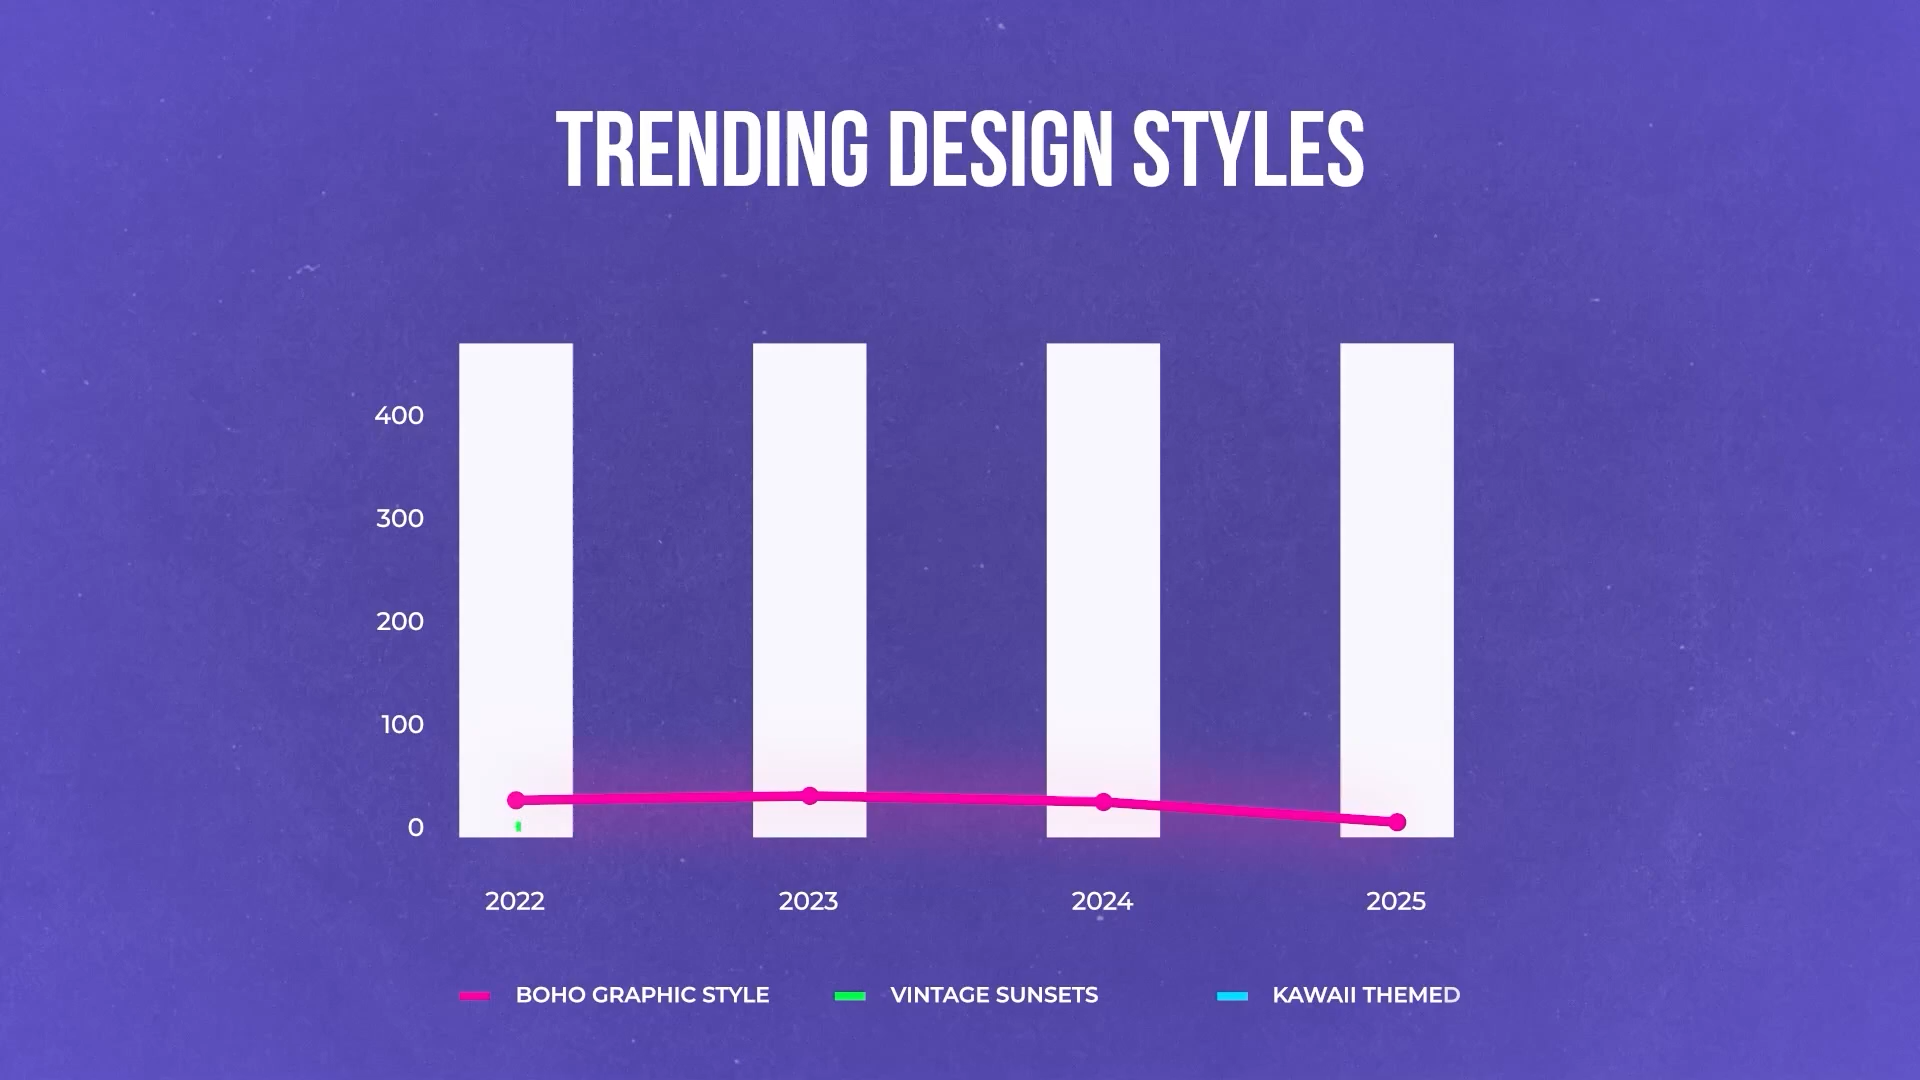 TRENDING DESIGN STYLES
400
300
200
100
0
2022 2023 2024 2025
BOHO GRAPHIC STYLE VINTAGE SUNSETS KAWAII THEMED